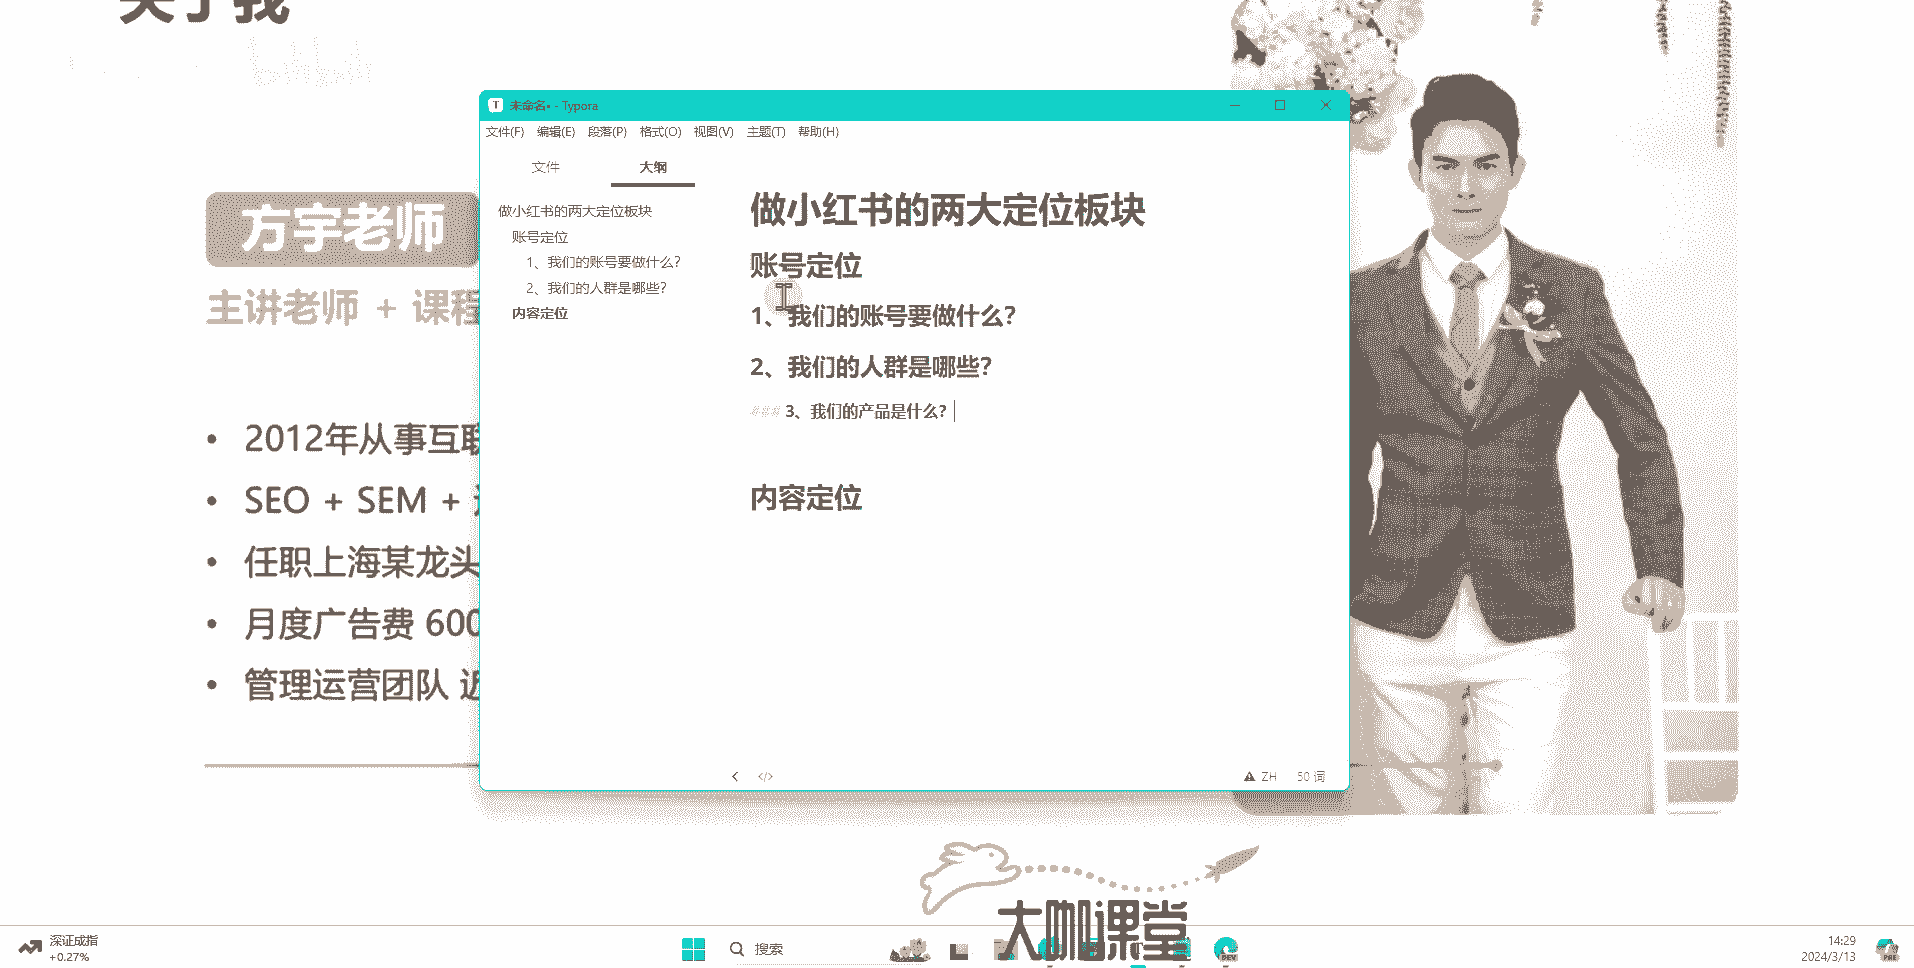 关于我
bilibili
未命名• - Typora
文件(F) 编辑(E) 段落(P) 格式(O) 视图(V) 主题(T) 帮助(H)
文件 大纲
做小红书的两大定位板块
账号定位
1、我们的账号要做什么？
2、我们的人群是哪些？
内容定位
做小红书的两大定位板块
账号定位
1、我们的账号要做什么？
2、我们的人群是哪些？
### 3、我们的产品是什么？
内容定位
</> ZH 50 词
方宇老师
主讲老师 + 课程
• 2012年从事互联
• SEO + SEM +
• 任职上海某龙头
• 月度广告费 600
• 管理运营团队 近
大咖课堂
深证成指
+0.27%
搜索
DEV
14:29
2024/3/13
PRE